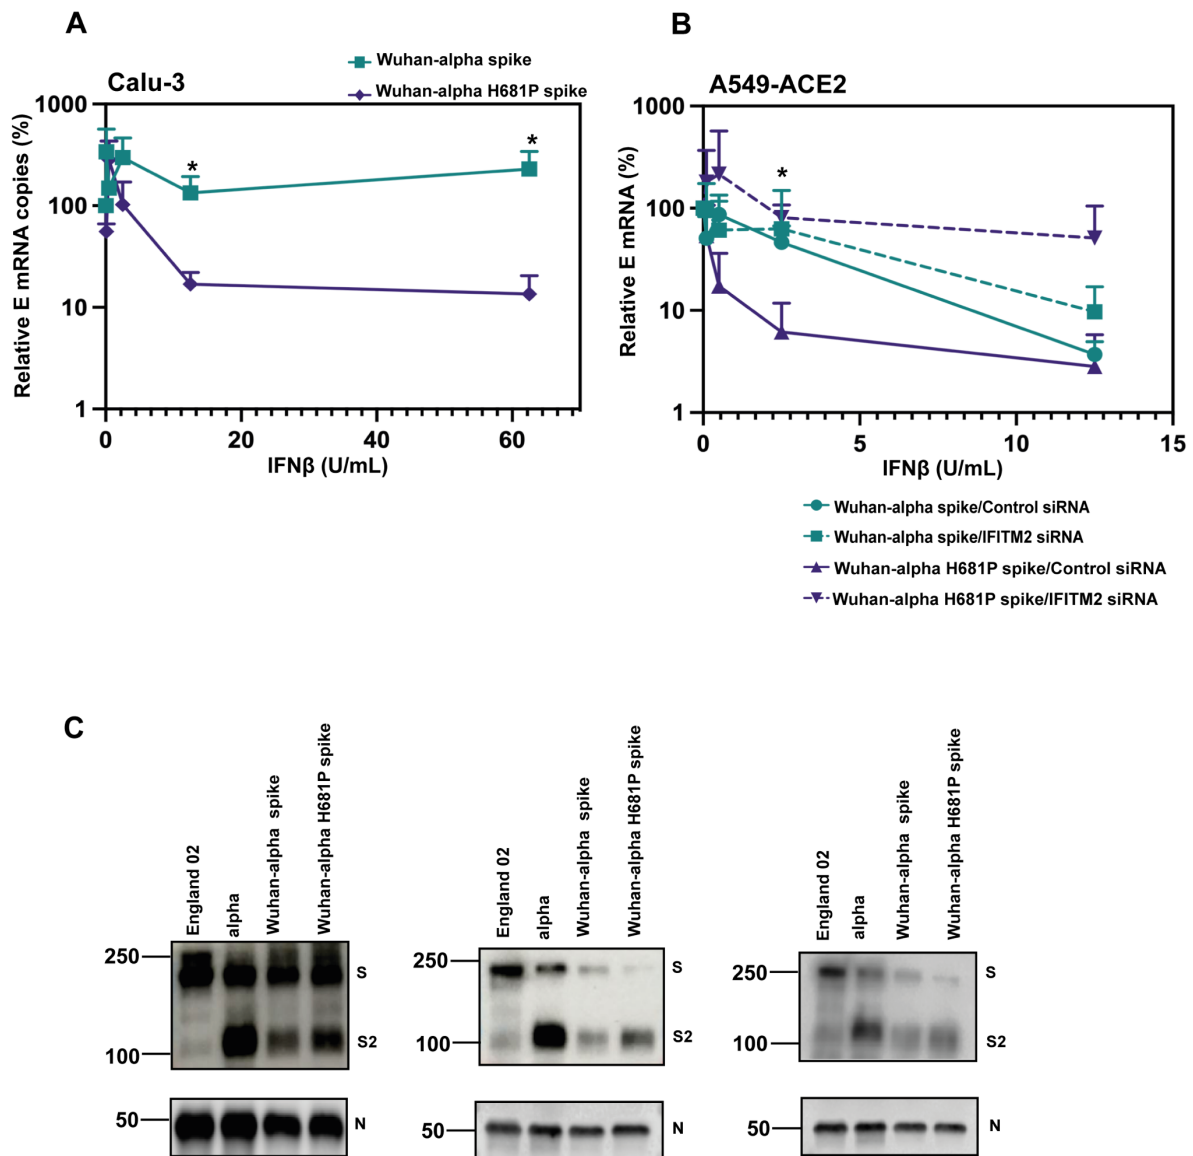 A
B
Wuhan-alpha spike
Wuhan-alpha H681P spike
Calu-3
A549-ACE2
Relative E mRNA copies (%)
1000
100
10
1
*
*
0
20
40
60
IFNβ (U/mL)
Relative E mRNA (%)
1000
100
10
1
*
0
5
10
15
IFNβ (U/mL)
Wuhan-alpha spike/Control siRNA
Wuhan-alpha spike/IFITM2 siRNA
Wuhan-alpha H681P spike/Control siRNA
Wuhan-alpha H681P spike/IFITM2 siRNA
C
England 02
alpha
Wuhan-alpha spike
Wuhan-alpha H681P spike
250
S
100
S2
50
N
England 02
alpha
Wuhan-alpha spike
Wuhan-alpha H681P spike
250
S
100
S2
50
N
England 02
alpha
Wuhan-alpha spike
Wuhan-alpha H681P spike
250
S
100
S2
50
N